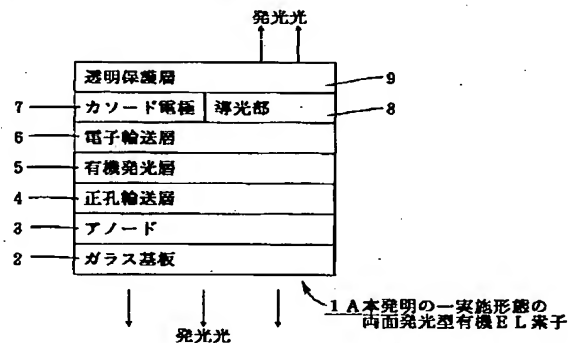 発光光
透明保護層 9
7 カソード電極 導光部 8
6 電子輸送層
5 有機発光層
4 正孔輸送層
3 アノード
2 ガラス基板
1A本発明の一実施形態の
両面発光型有機EL素子
発光光